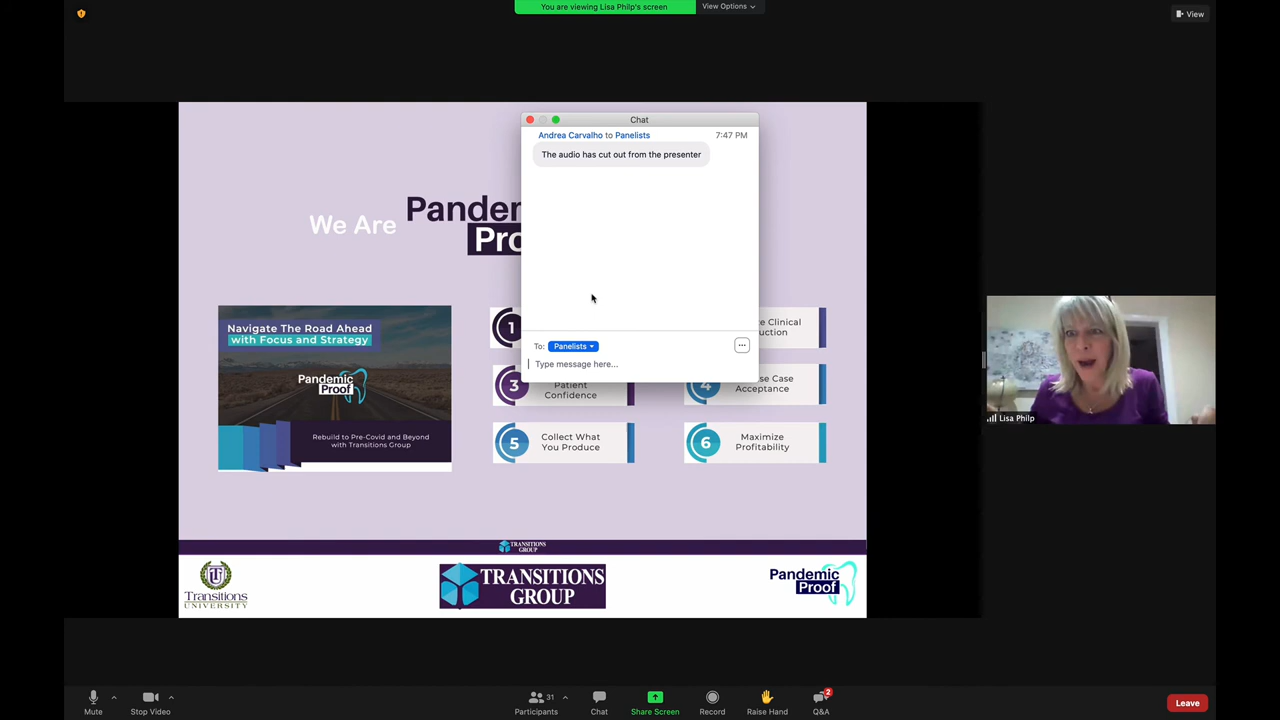 You are viewing Lisa Philp's screen
View Options
View
Chat
Andrea Carvalho to Panelists
7:47 PM
The audio has cut out from the presenter
To: Panelists
Type message here...
We Are
Pandem
Pro
Navigate The Road Ahead
with Focus and Strategy
Pandemic
Proof
Rebuild to Pre-Covid and Beyond
with Transitions Group
1
3
Patient
Confidence
4
Acceptance
5
Collect What
You Produce
6
Maximize
Profitability
Clinical
se Case
Lisa Philp
TRANSITIONS
GROUP
Transitions
UNIVERSITY
TRANSITIONS
GROUP
Pandemic
Proof
Mute
Stop Video
31
Participants
Chat
Share Screen
Record
Raise Hand
2
Q&A
Leave